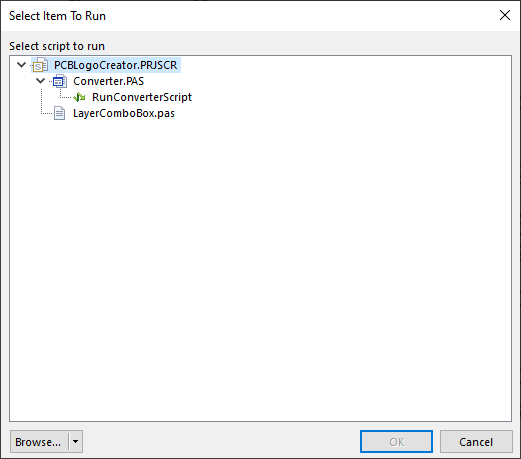 Select Item To Run
Select script to run
PCBLogoCreator.PRJSCR
Converter.PAS
RunConverterScript
LayerComboBox.pas
Browse...
OK
Cancel